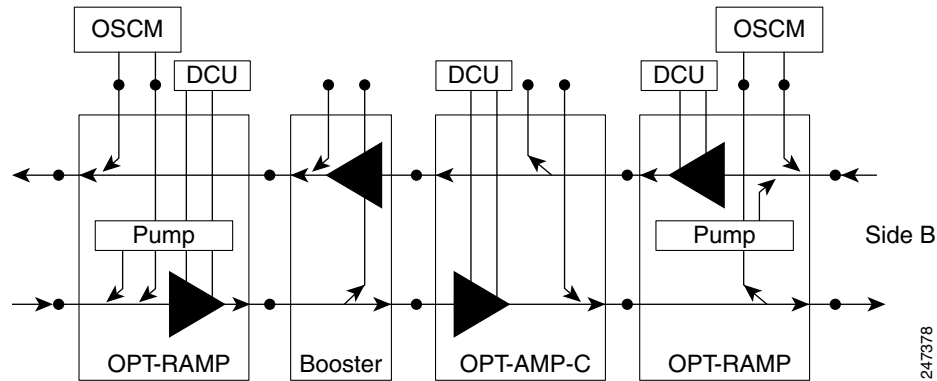 OSCM
OSCM
DCU
DCU
DCU
Pump
Pump
Side B
OPT-RAMP
Booster
OPT-AMP-C
OPT-RAMP
247378